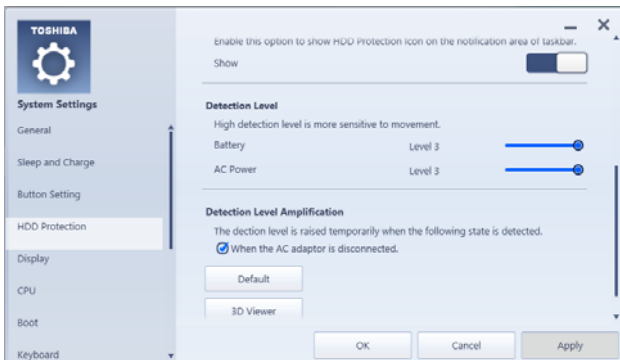 TOSHIBA
System Settings
General
Sleep and Charge
Button Setting
HDD Protection
Display
CPU
Boot
Keyboard
Enable this option to show HDD Protection icon on the notification area of taskbar.
Show
Detection Level
High detection level is more sensitive to movement.
Battery Level 3
AC Power Level 3
Detection Level Amplification
The dection level is raised temporarily when the following state is detected.
When the AC adaptor is disconnected.
Default
3D Viewer
OK Cancel Apply